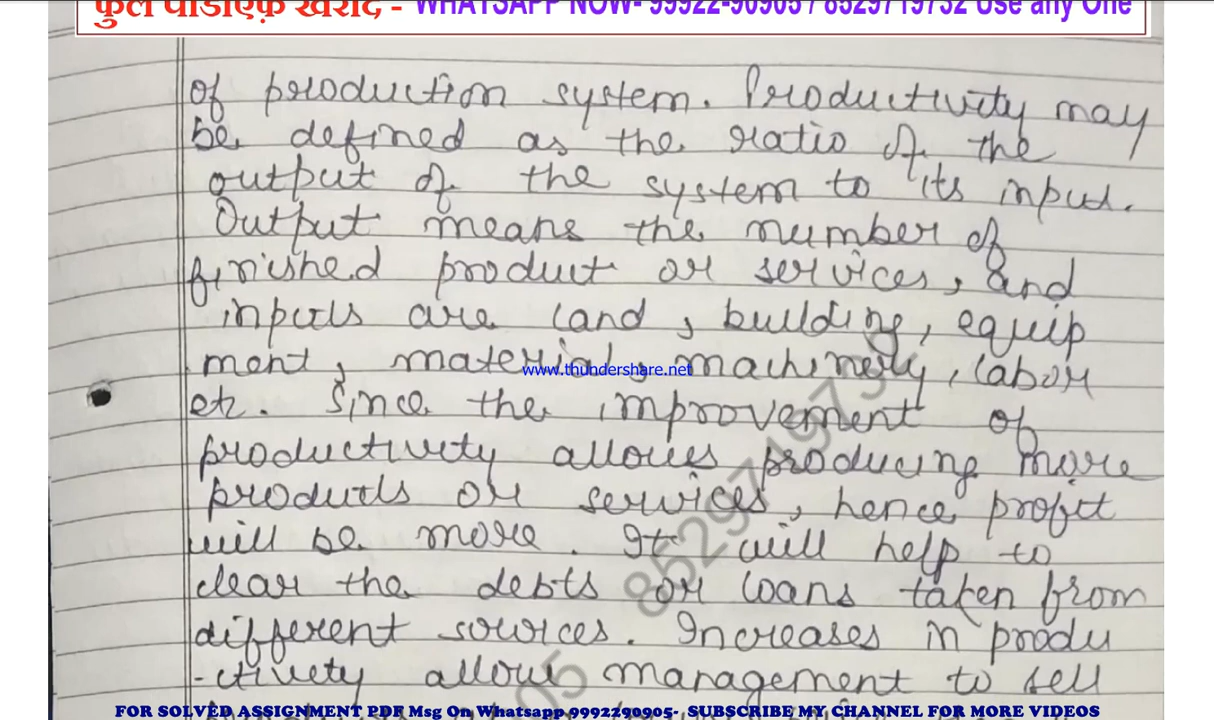 फुल पीडीएफ़ खरीदे - WHATSAPP NOW- 99922-90905 / 8529719752 Use any One
of production system. Productivity may
be defined as the ratio of the
output of the system to its input.
Output means the number of
finished product or services, and
inputs are land, building, equip
ment, material, machinery, labor
www.thundershare.net
etc. Since the improvement of
productivity allows producing more
products or services, hence profit
will be more. It will help to
clear the debts or loans taken from
different sources. Increases in produ
-ctivety allow management to sell
FOR SOLVED ASSIGNMENT PDF Msg On Whatsapp 9992290905-, SUBSCRIBE MY CHANNEL FOR MORE VIDEOS